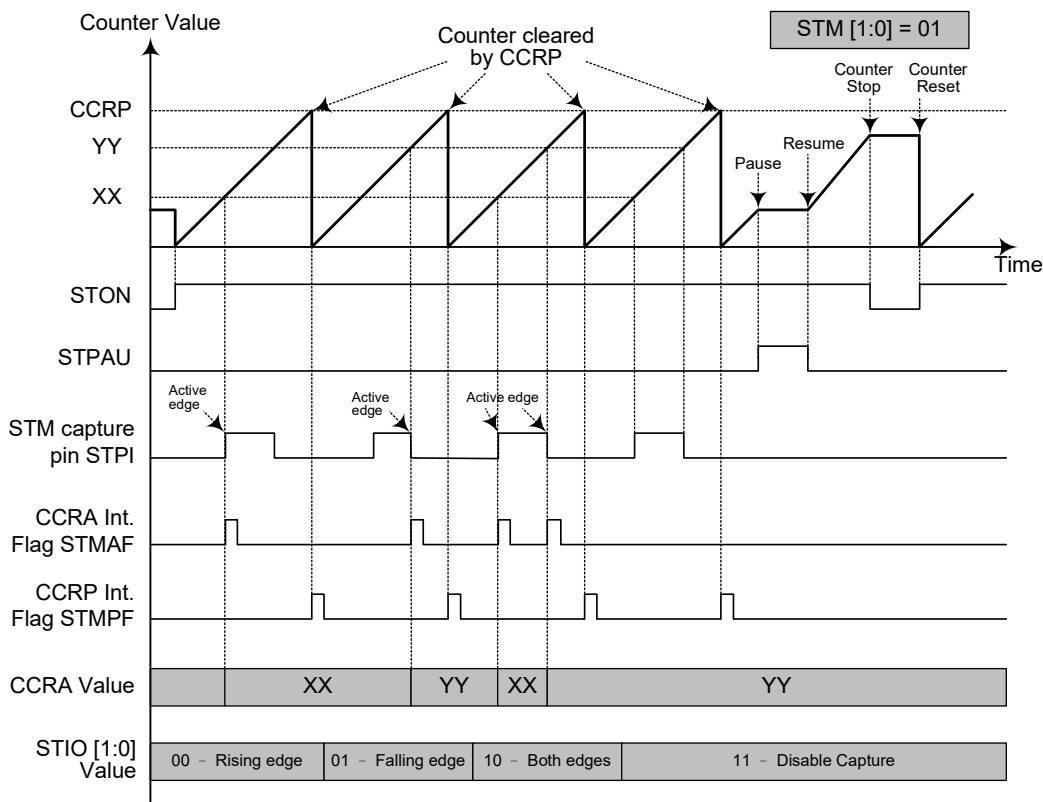 Counter Value
STM [1:0] = 01
Counter cleared
by CCRP
Counter
Stop
Counter
Reset
CCRP
YY
Resume
Pause
XX
Time
STON
STPAU
Active
edge
Active
edge
Active edge
STM capture
pin STPI
CCRA Int.
Flag STMAF
CCRP Int.
Flag STMPF
CCRA Value
XX
YY
XX
YY
STIO [1:0]
Value
00 - Rising edge
01 - Falling edge
10 - Both edges
11 - Disable Capture